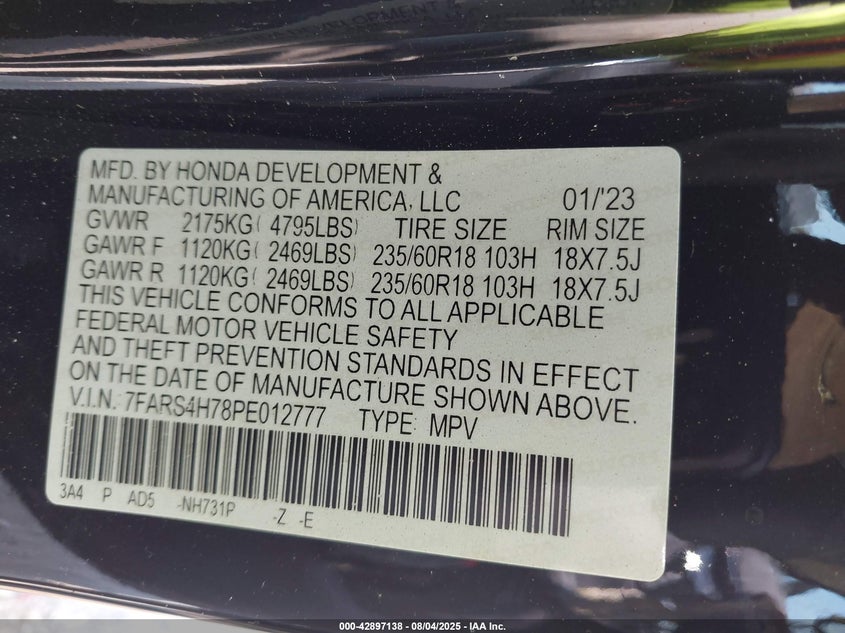 MFD. BY HONDA DEVELOPMENT &
MANUFACTURING OF AMERICA, LLC 01/'23
GVWR 2175KG( 4795LBS) TIRE SIZE RIM SIZE
GAWR F 1120KG( 2469LBS) 235/60R18 103H 18X7.5J
GAWR R 1120KG( 2469LBS) 235/60R18 103H 18X7.5J
THIS VEHICLE CONFORMS TO ALL APPLICABLE
FEDERAL MOTOR VEHICLE SAFETY
AND THEFT PREVENTION STANDARDS IN EFFECT
ON THE DATE OF MANUFACTURE SHOWN ABOVE.
V.I.N. 7FARS4H78PE012777 TYPE: MPV
3A4 P AD5 -NH731P -Z -E
000-42897138 - 08/04/2025 - IAA Inc.